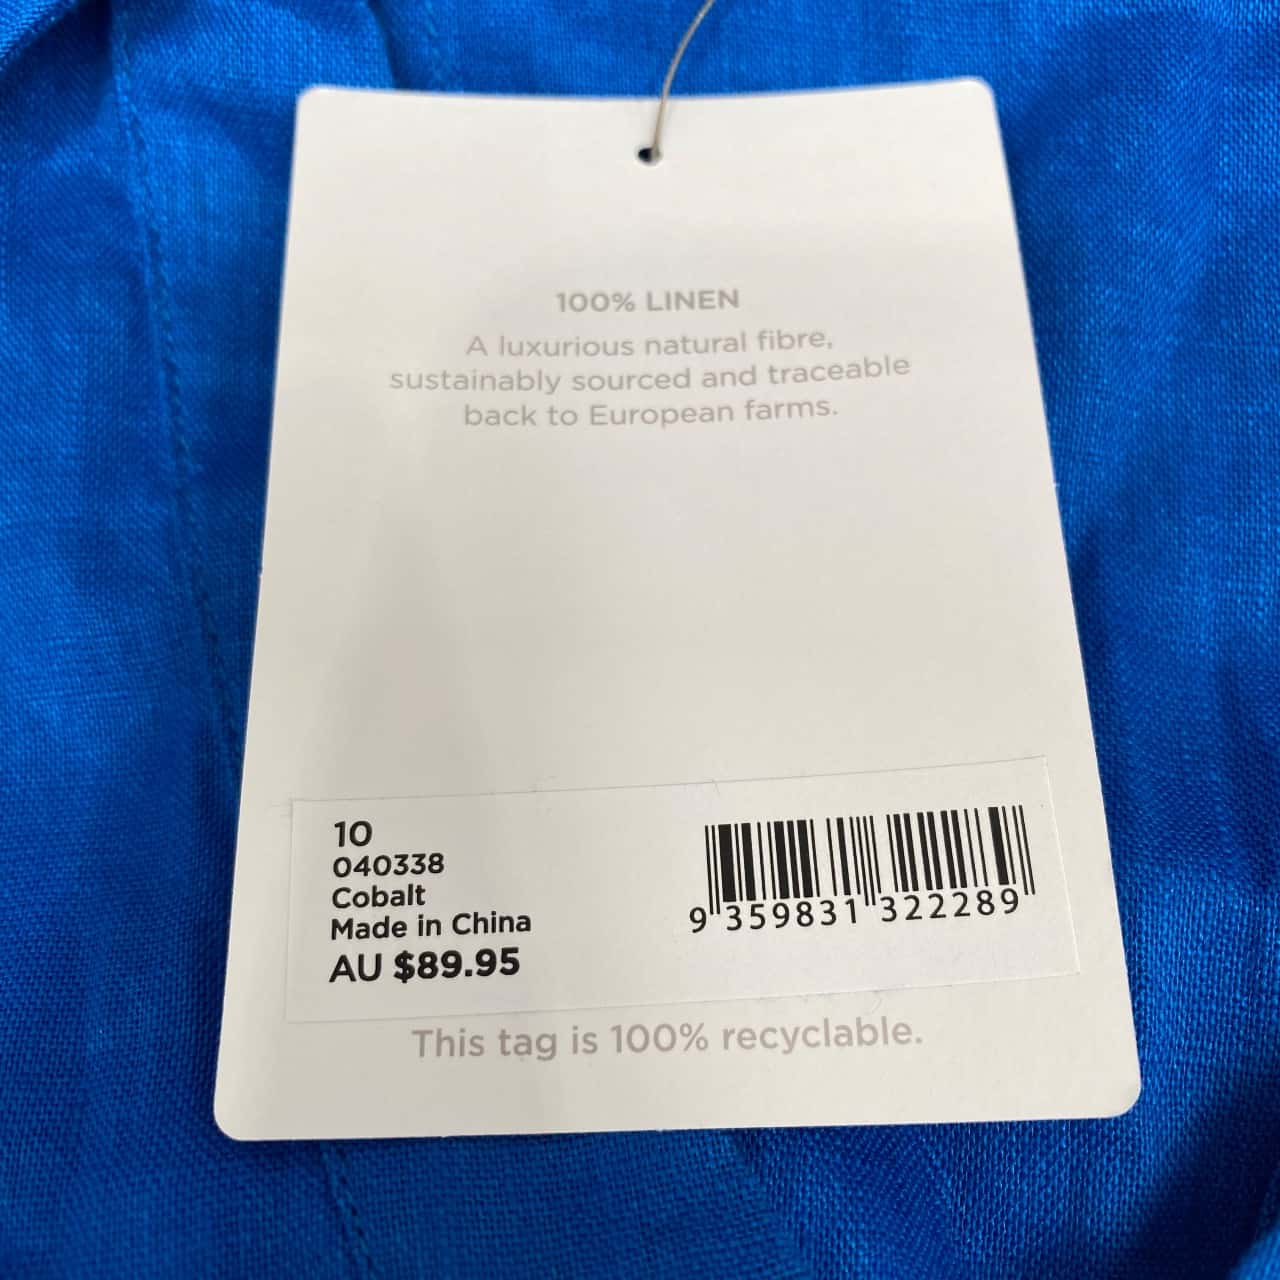 100% LINEN
A luxurious natural fibre,
sustainably sourced and traceable
back to European farms.
10
040338
Cobalt
Made in China
AU $89.95
9 359831 322289
This tag is 100% recyclable.